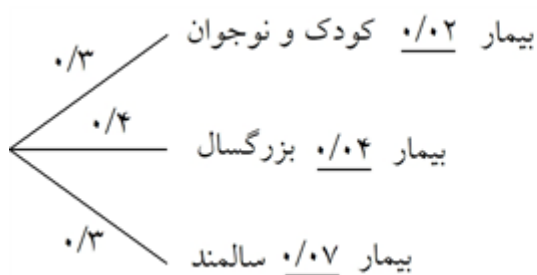 ۰/۳
کودک و نوجوان ۰/۰۲ بیمار
۰/۴
بزرگسال ۰/۰۴ بیمار
۰/۳
سالمند ۰/۰۷ بیمار